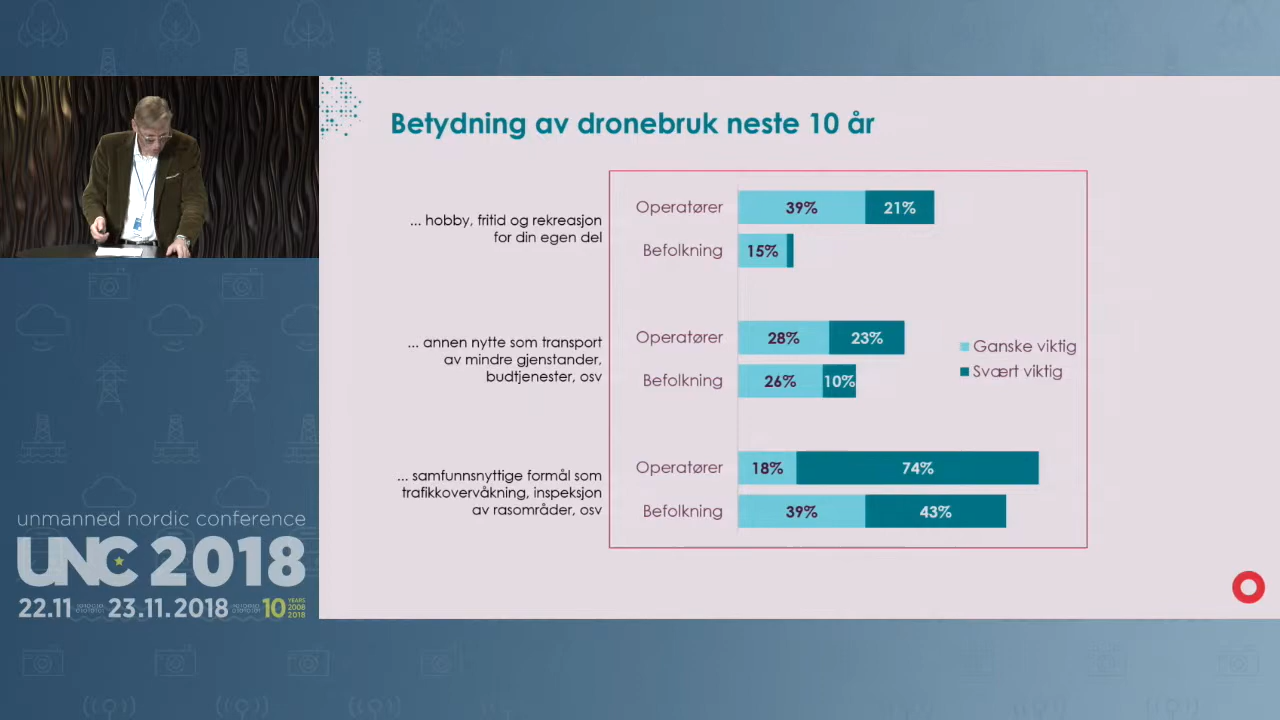 Betydning av dronebruk neste 10 år
... hobby, fritid og rekreasjon
for din egen del
Operatører
39%
21%
Befolkning
15%
... annen nytte som transport
av mindre gjenstander,
budtjenester, osv
Operatører
28%
23%
Befolkning
26%
10%
... samfunnsnyttige formål som
trafikkovervåkning, inspeksjon
av rasområder, osv
Operatører
18%
74%
Befolkning
39%
43%
Ganske viktig
Svært viktig
unmanned nordic conference
UNC 2018
22.11
23.11.2018
10
YEARS
2008
2018